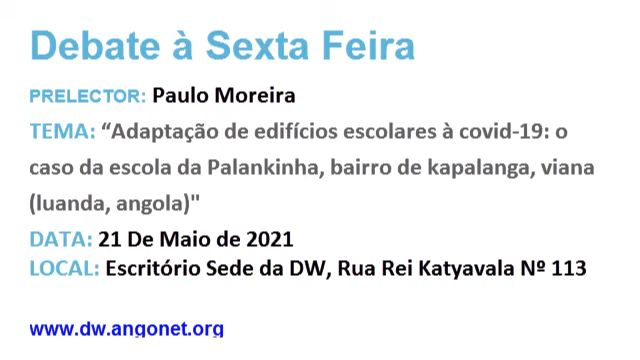 Debate à Sexta Feira
PRELECTOR: Paulo Moreira
TEMA: “Adaptação de edifícios escolares à covid-19: o
caso da escola da Palankinha, bairro de kapalanga, viana
(luanda, angola)"
DATA: 21 De Maio de 2021
LOCAL: Escritório Sede da DW, Rua Rei Katyavala Nº 113
www.dw.angonet.org